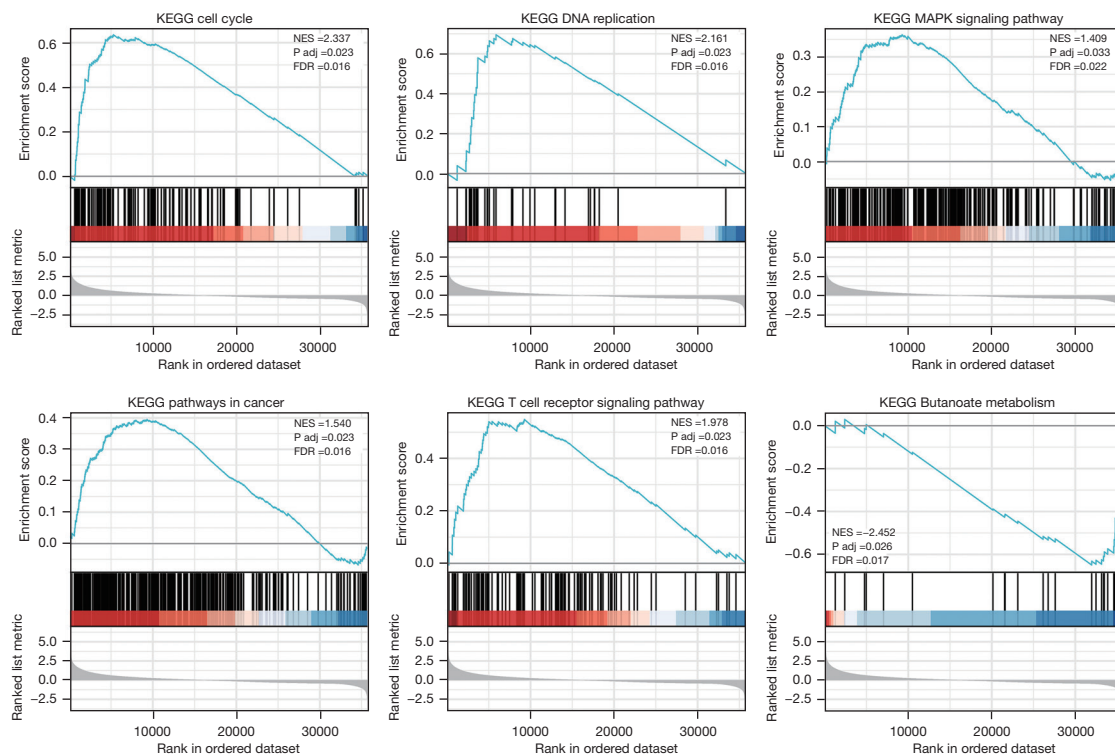 KEGG cell cycle
NES =2.337
P adj =0.023
FDR =0.016
Enrichment score
0.6
0.4
0.2
0.0
Ranked list metric
5.0
2.5
0.0
−2.5
10000 20000 30000
Rank in ordered dataset
KEGG DNA replication
NES =2.161
P adj =0.023
FDR =0.016
Enrichment score
0.6
0.4
0.2
0.0
Ranked list metric
5.0
2.5
0.0
−2.5
10000 20000 30000
Rank in ordered dataset
KEGG MAPK signaling pathway
NES =1.409
P adj =0.033
FDR =0.022
Enrichment score
0.3
0.2
0.1
0.0
Ranked list metric
5.0
2.5
0.0
−2.5
10000 20000 30000
Rank in ordered dataset
KEGG pathways in cancer
NES =1.540
P adj =0.023
FDR =0.016
Enrichment score
0.4
0.3
0.2
0.1
0.0
Ranked list metric
5.0
2.5
0.0
−2.5
10000 20000 30000
Rank in ordered dataset
KEGG T cell receptor signaling pathway
NES =1.978
P adj =0.023
FDR =0.016
Enrichment score
0.4
0.2
0.0
Ranked list metric
5.0
2.5
0.0
−2.5
10000 20000 30000
Rank in ordered dataset
KEGG Butanoate metabolism
Enrichment score
0.0
−0.2
−0.4
−0.6
NES =−2.452
P adj =0.026
FDR =0.017
Ranked list metric
5.0
2.5
0.0
−2.5
10000 20000 30000
Rank in ordered dataset